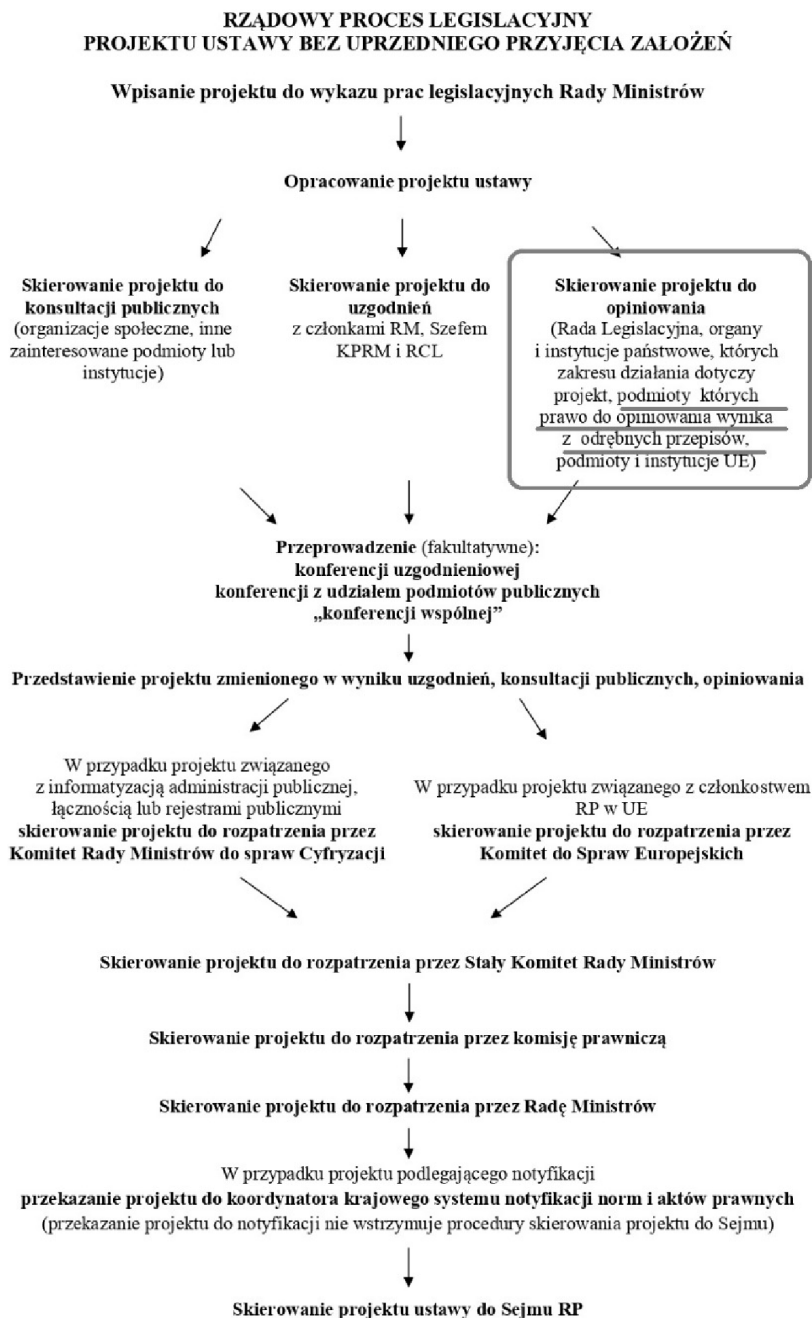 RZĄDOWY PROCES LEGISLACYJNY
PROJEKTU USTAWY BEZ UPRZEDNIEGO PRZYJĘCIA ZAŁOŻEŃ
Wpisanie projektu do wykazu prac legislacyjnych Rady Ministrów
Opracowanie projektu ustawy
Skierowanie projektu do
konsultacji publicznych
(organizacje społeczne, inne
zainteresowane podmioty lub
instytucje)
Skierowanie projektu do
uzgodnień
z członkami RM, Szefem
KPRM i RCL
Skierowanie projektu do
opiniowania
(Rada Legislacyjna, organy
i instytucje państwowe, których
zakresu działania dotyczy
projekt, podmioty których
prawo do opiniowania wynika
z odrębnych przepisów,
podmioty i instytucje UE)
Przeprowadzenie (fakultatywne):
konferencji uzgodnieniowej
konferencji z udziałem podmiotów publicznych
„konferencji wspólnej”
Przedstawienie projektu zmienionego w wyniku uzgodnień, konsultacji publicznych, opiniowania
W przypadku projektu związanego
z informatyzacją administracji publicznej,
łącznością lub rejestrami publicznymi
skierowanie projektu do rozpatrzenia przez
Komitet Rady Ministrów do spraw Cyfryzacji
W przypadku projektu związanego z członkostwem
RP w UE
skierowanie projektu do rozpatrzenia przez
Komitet do Spraw Europejskich
Skierowanie projektu do rozpatrzenia przez Stały Komitet Rady Ministrów
Skierowanie projektu do rozpatrzenia przez komisję prawniczą
Skierowanie projektu do rozpatrzenia przez Radę Ministrów
W przypadku projektu podlegającego notyfikacji
przekazanie projektu do koordynatora krajowego systemu notyfikacji norm i aktów prawnych
(przekazanie projektu do notyfikacji nie wstrzymuje procedury skierowania projektu do Sejmu)
Skierowanie projektu ustawy do Sejmu RP